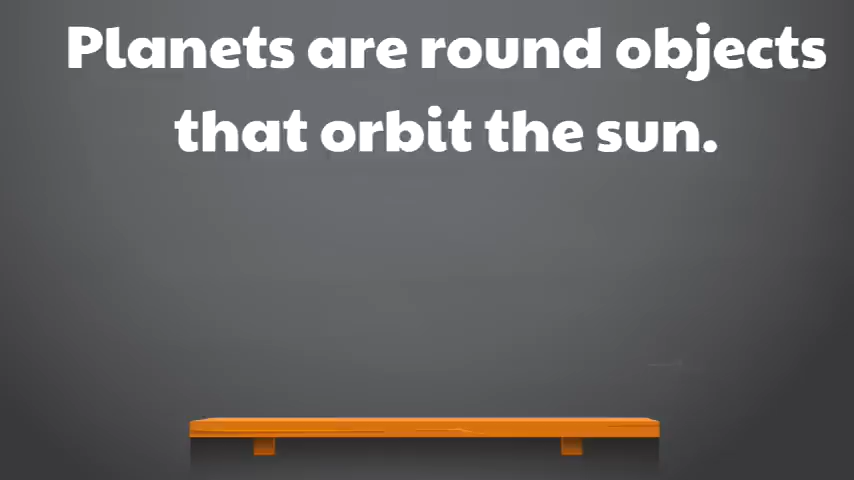 Planets are round objects
that orbit the sun.